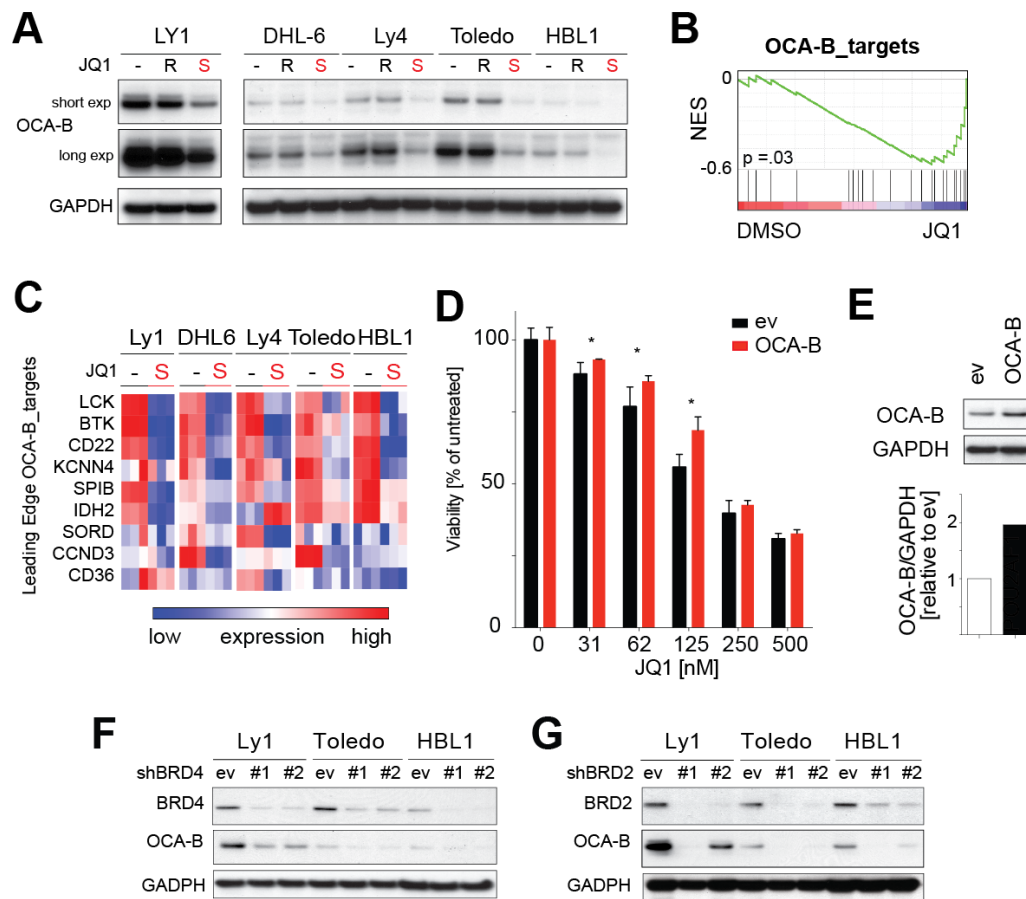 A
LY1 DHL-6 Ly4 Toledo HBL1
JQ1 - R S - R S - R S - R S - R S
short exp
OCA-B
long exp
GAPDH
B
OCA-B_targets
0
NES
-0.6
p =.03
DMSO JQ1
C
Ly1 DHL6 Ly4 Toledo HBL1
JQ1 - S - S - S - S - S
Leading Edge OCA-B_targets
LCK
BTK
CD22
KCNN4
SPIB
IDH2
SORD
CCND3
CD36
low expression high
D
ev
OCA-B
Viability [% of untreated]
100
50
0
* * *
0 31 62 125 250 500
JQ1 [nM]
E
ev OCA-B
OCA-B
GAPDH
OCA-B/GAPDH
[relative to ev]
2
1
F
Ly1 Toledo HBL1
shBRD4 ev #1 #2 ev #1 #2 ev #1 #2
BRD4
OCA-B
GADPH
G
Ly1 Toledo HBL1
shBRD2 ev #1 #2 ev #1 #2 ev #1 #2
BRD2
OCA-B
GADPH